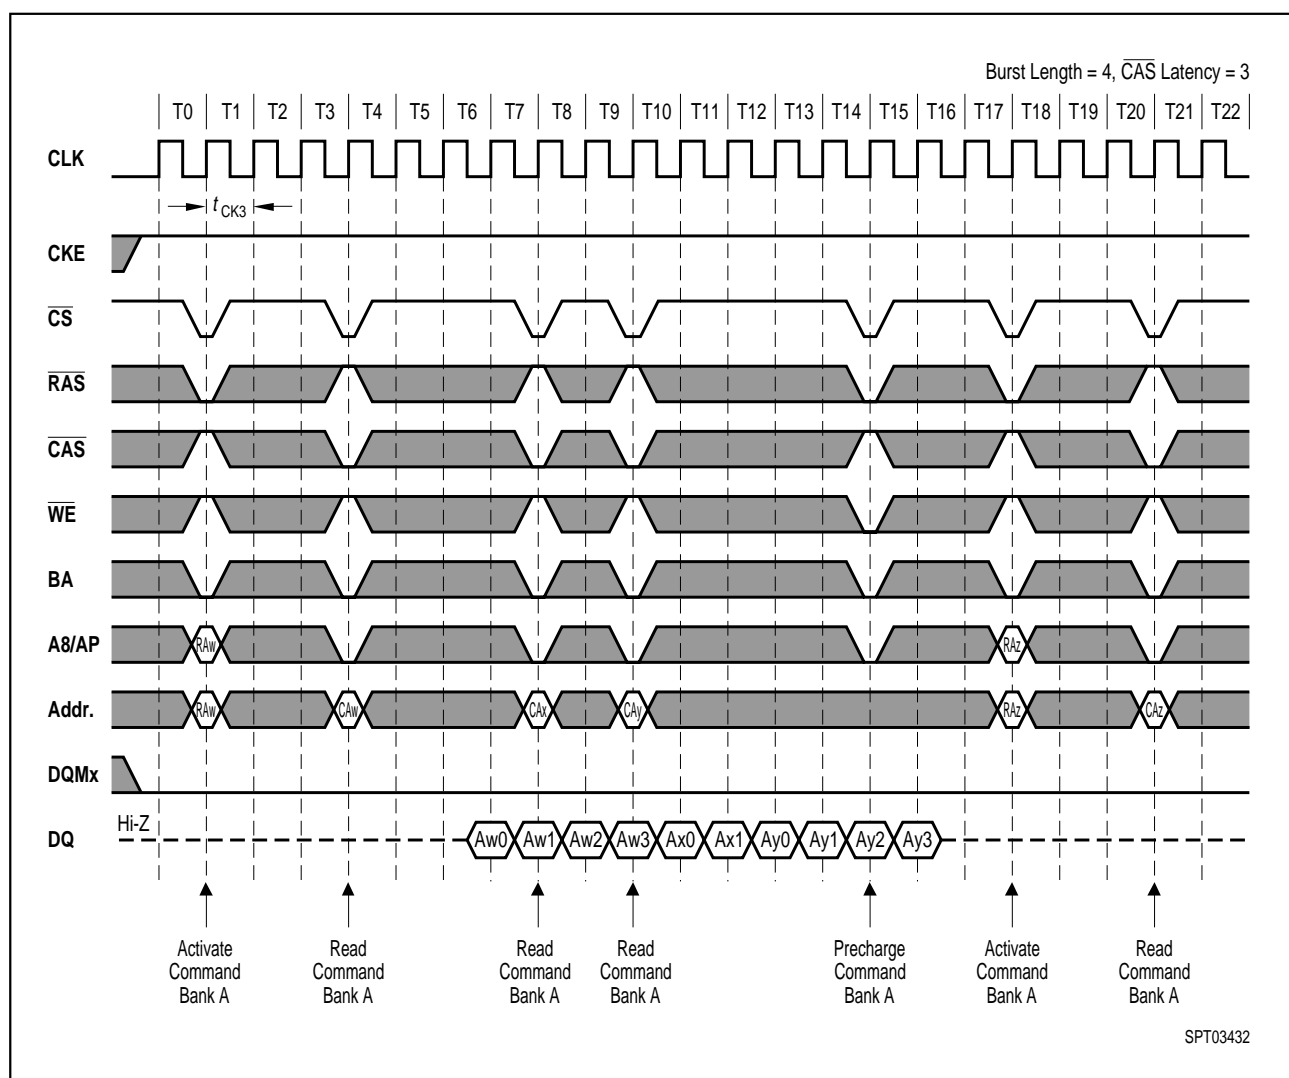 Burst Length = 4, CAS Latency = 3
T0 T1 T2 T3 T4 T5 T6 T7 T8 T9 T10 T11 T12 T13 T14 T15 T16 T17 T18 T19 T20 T21 T22
CLK
t CK3
CKE
CS
RAS
CAS
WE
BA
A8/AP RAw RAz
Addr. RAw CAw CAx CAy RAz CAz
DQMx
Hi-Z
DQ Aw0 Aw1 Aw2 Aw3 Ax0 Ax1 Ay0 Ay1 Ay2 Ay3
Activate Command Bank A
Read Command Bank A
Read Command Bank A
Read Command Bank A
Precharge Command Bank A
Activate Command Bank A
Read Command Bank A
SPT03432